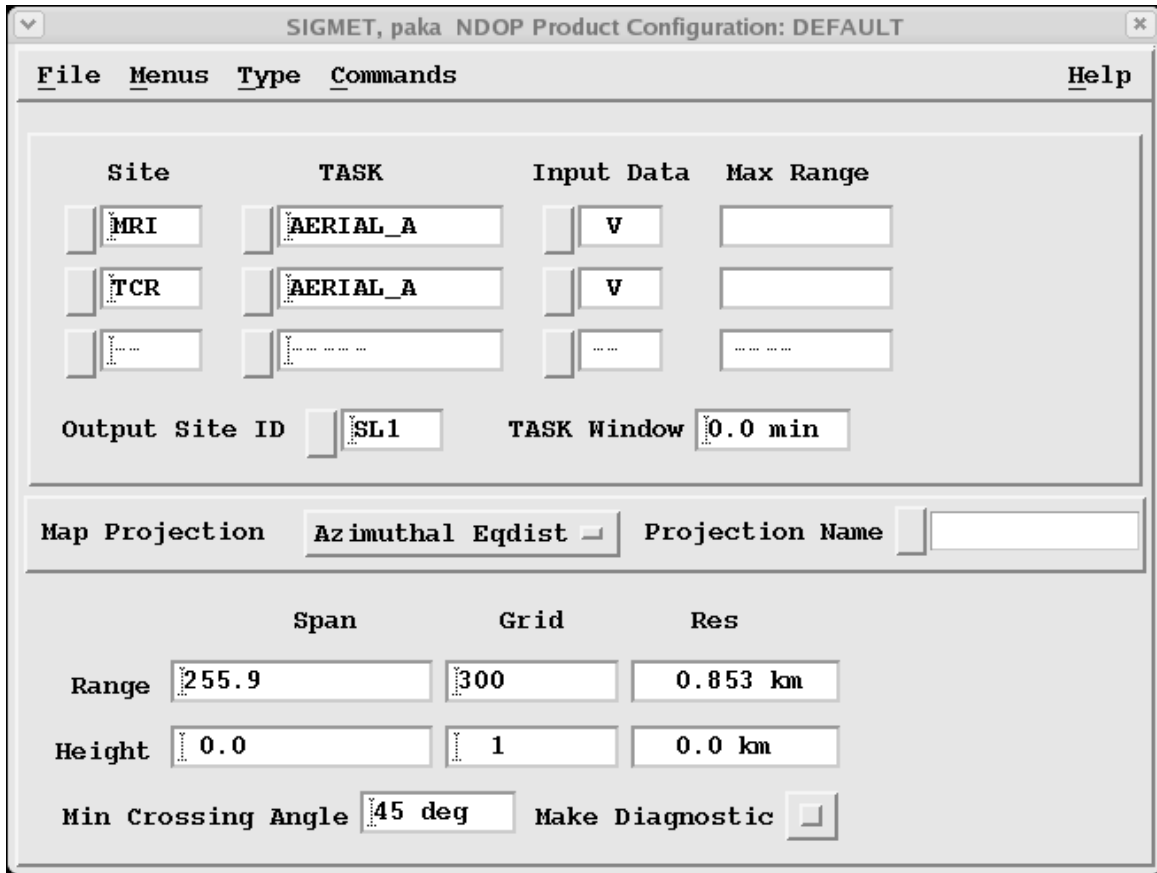 SIGMET, paka NDOP Product Configuration: DEFAULT
File Menus Type Commands Help
Site TASK Input Data Max Range
MRI AERIAL_A V
TCR AERIAL_A V
-- ----- -- ----
Output Site ID SL1 TASK Window 0.0 min
Map Projection Azimuthal Eqdist Projection Name
Span Grid Res
Range 255.9 300 0.853 km
Height 0.0 1 0.0 km
Min Crossing Angle 45 deg Make Diagnostic